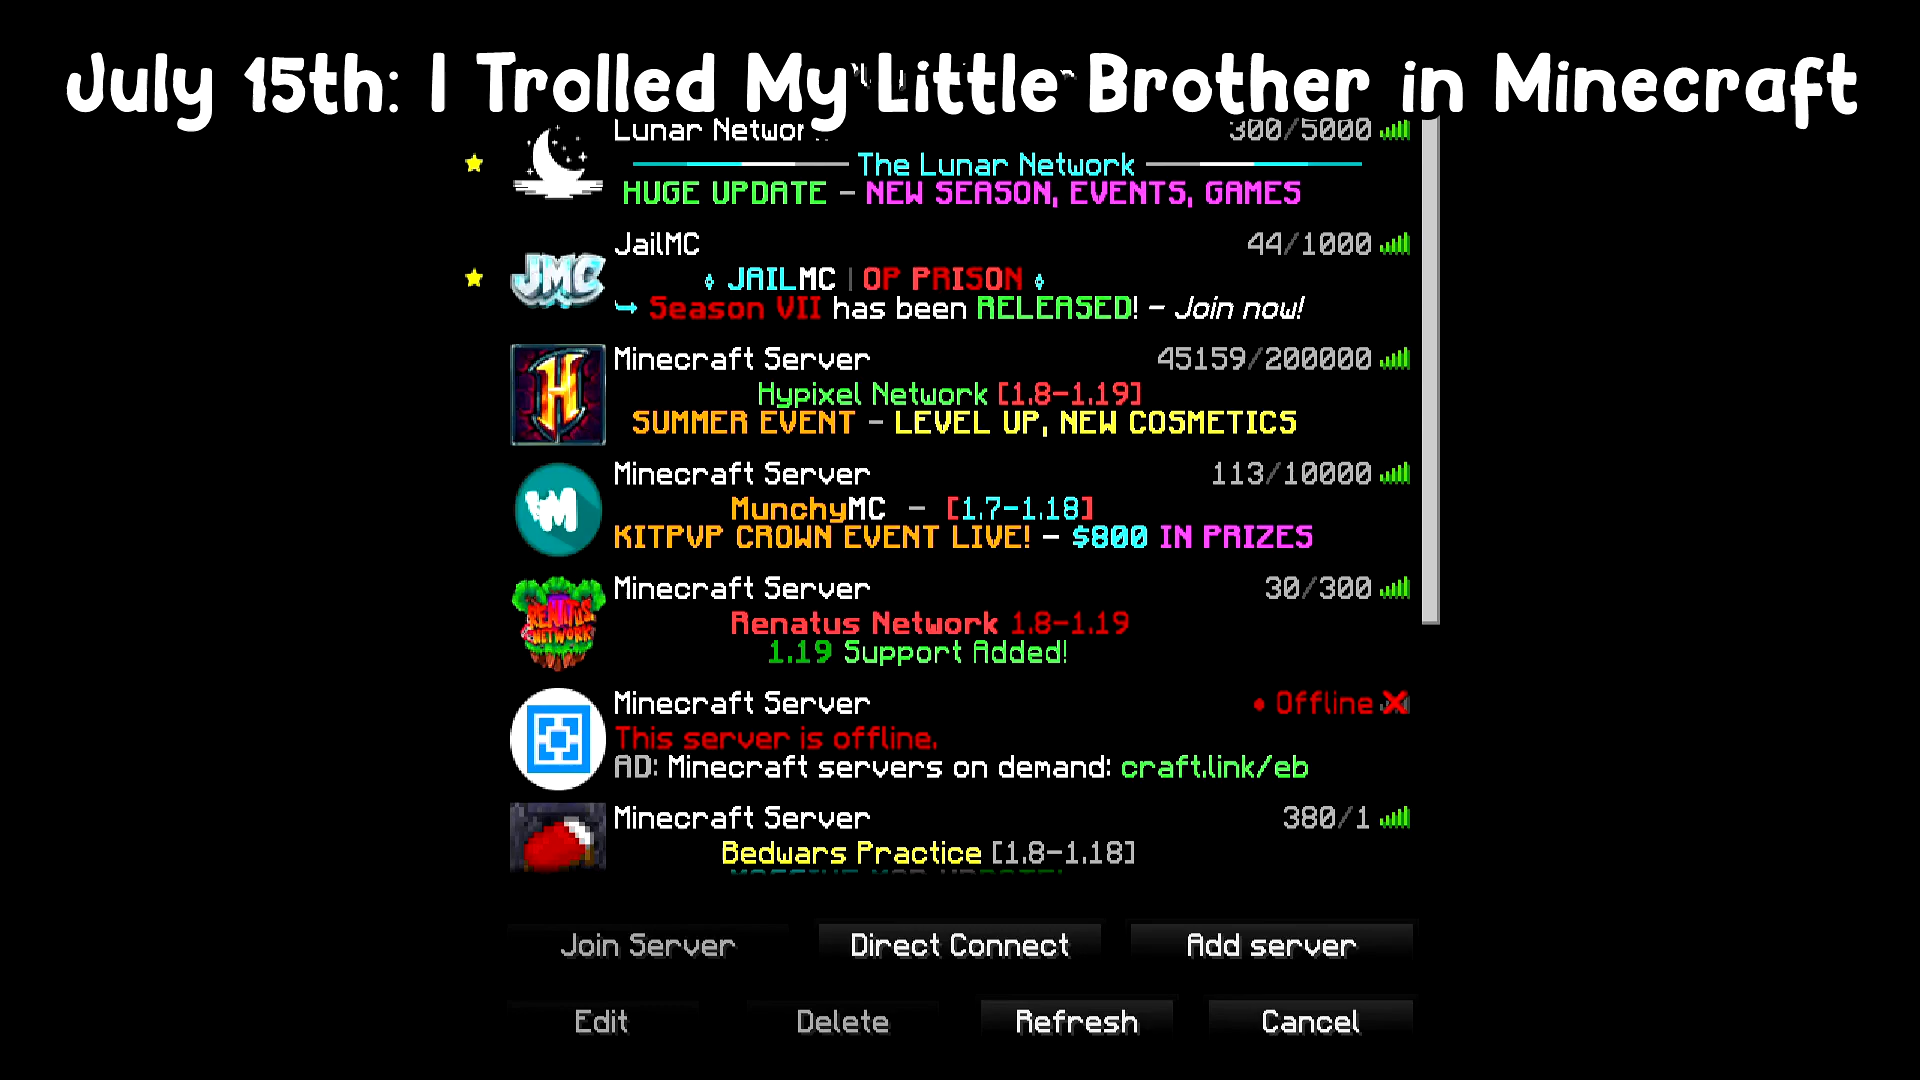 July 15th: I Trolled My Little Brother in Minecraft
Lunar Network 300/5000
The Lunar Network
HUGE UPDATE - NEW SEASON, EVENTS, GAMES
JailMC 44/1000
JMC
JAILMC | OP PRISON
Season VII has been RELEASED! - Join now!
Minecraft Server 45159/200000
H
Hypixel Network [1.8-1.19]
SUMMER EVENT - LEVEL UP, NEW COSMETICS
Minecraft Server 113/10000
M
MunchyMC - [1.7-1.18]
KITPVP CROWN EVENT LIVE! - $800 IN PRIZES
Minecraft Server 30/300
RENATUS NETWORK
Renatus Network 1.8-1.19
1.19 Support Added!
Minecraft Server • Offline
This server is offline.
AD: Minecraft servers on demand: craft.link/eb
Minecraft Server 380/1
Bedwars Practice [1.8-1.18]
Join Server Direct Connect Add server
Edit Delete Refresh Cancel